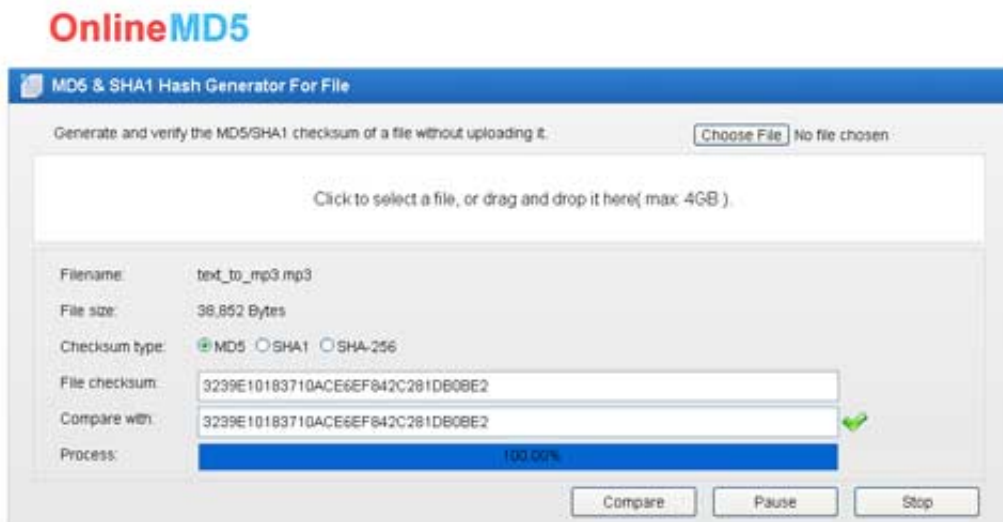 OnlineMD5
MD5 & SHA1 Hash Generator For File
Generate and verify the MD5/SHA1 checksum of a file without uploading it.
Choose File No file chosen
Click to select a file, or drag and drop it here( max: 4GB ).
Filename: text_to_mp3.mp3
File size: 38,852 Bytes
Checksum type: MD5 SHA1 SHA-256
File checksum: 3239E10183710ACE6EF842C281DB0BE2
Compare with: 3239E10183710ACE6EF842C281DB0BE2
Process: 100.00%
Compare Pause Stop